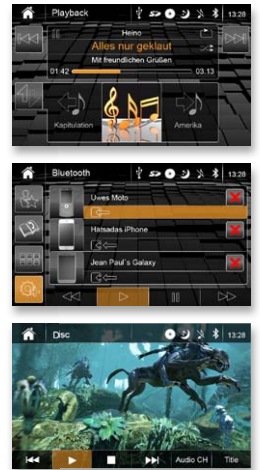 Playback 13:28
Heino
Alles nur geklaut
Mit freundlichen Grüßen
01:42 03.13
Kapitulation Amerika
Bluetooth 13:28
Uwes Moto
Hatsadas iPhone
Jean Paul's Galaxy
Disc 13:28
Audio CH Title